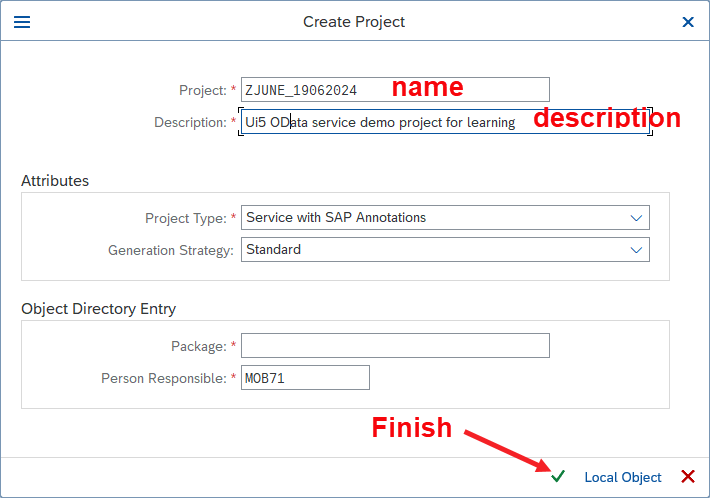 Create Project
Project: * ZJUNE_19062024 name
Description: * Ui5 OData service demo project for learning description
Attributes
Project Type: * Service with SAP Annotations
Generation Strategy: Standard
Object Directory Entry
Package: *
Person Responsible: * MOB71
Finish
Local Object